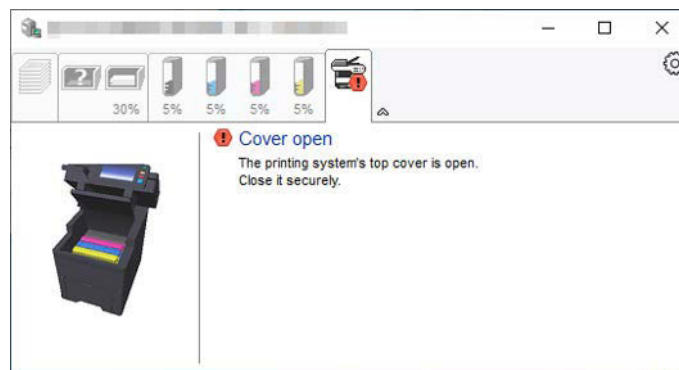 ?
30%
5%
5%
5%
5%
Cover open
The printing system's top cover is open.
Close it securely.